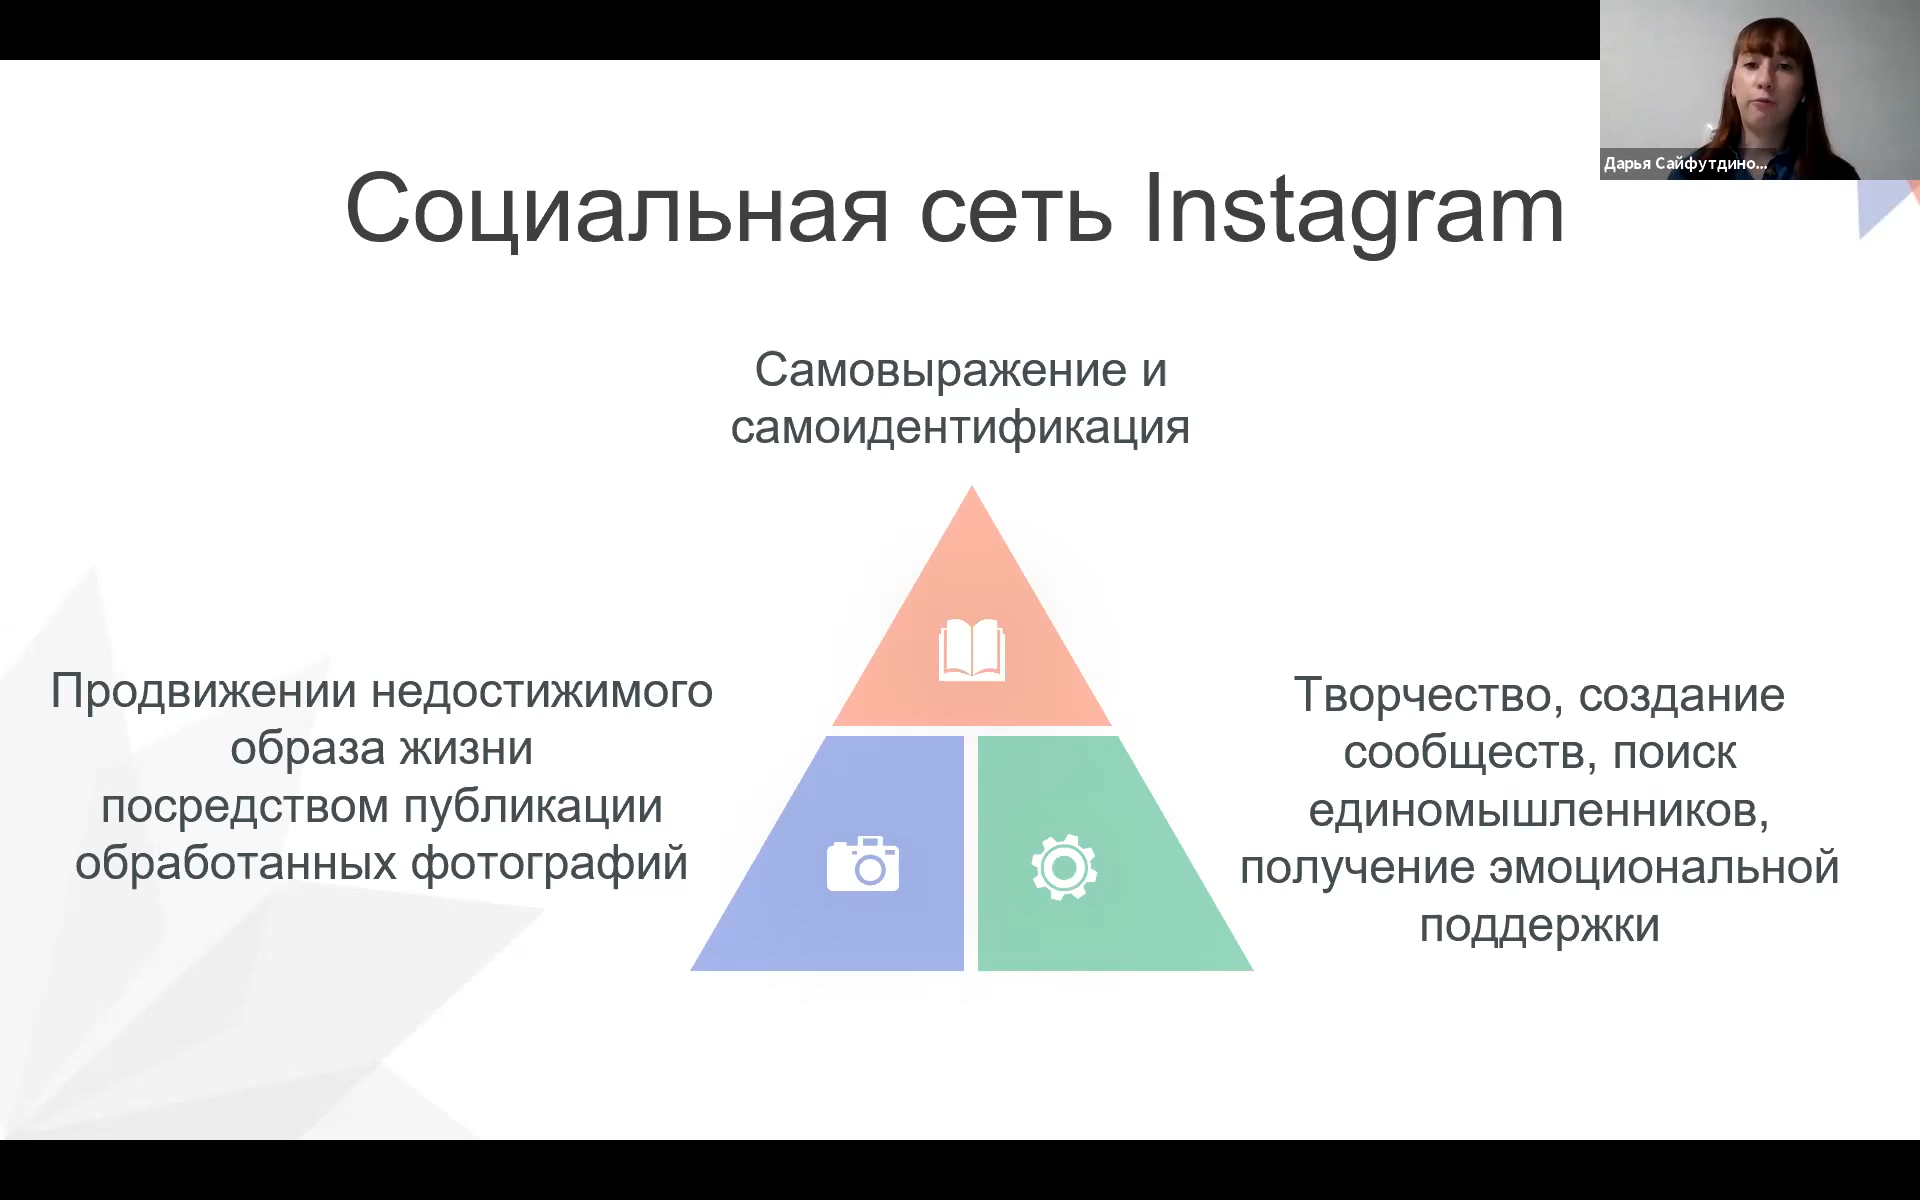 Дарья Сайфутдино...
Социальная сеть Instagram
Самовыражение и
самоидентификация
Продвижении недостижимого
образа жизни
посредством публикации
обработанных фотографий
Творчество, создание
сообществ, поиск
единомышленников,
получение эмоциональной
поддержки